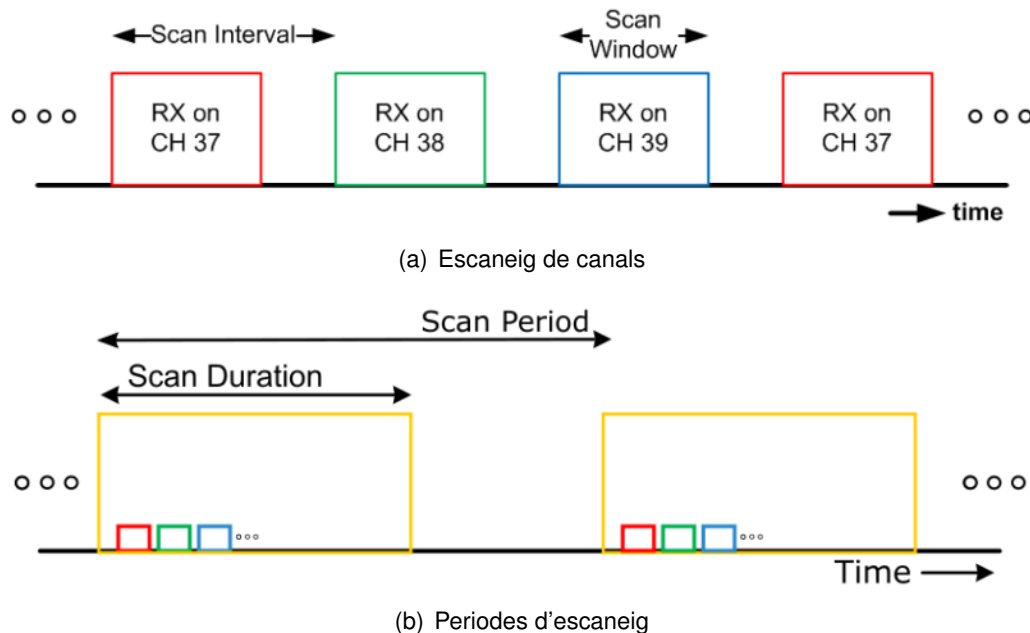 Scan Interval
Scan
Window
RX on
CH 37
RX on
CH 38
RX on
CH 39
RX on
CH 37
time
(a) Escaneig de canals
Scan Period
Scan Duration
Time
(b) Periodes d'escaneig